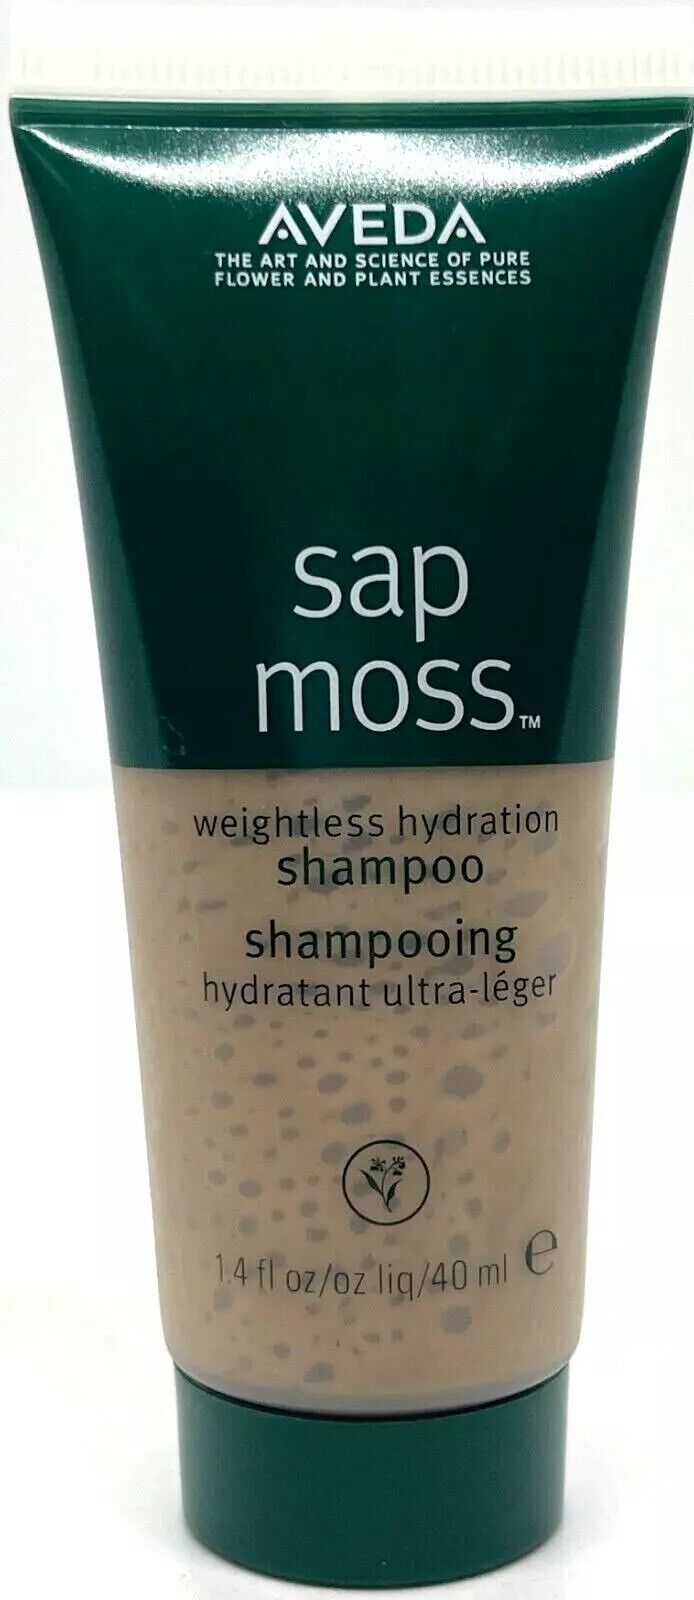 AVEDA
THE ART AND SCIENCE OF PURE
FLOWER AND PLANT ESSENCES
sap
moss™
weightless hydration
shampoo
shampooing
hydratant ultra-léger
1.4 fl oz/oz liq/40 ml ℮